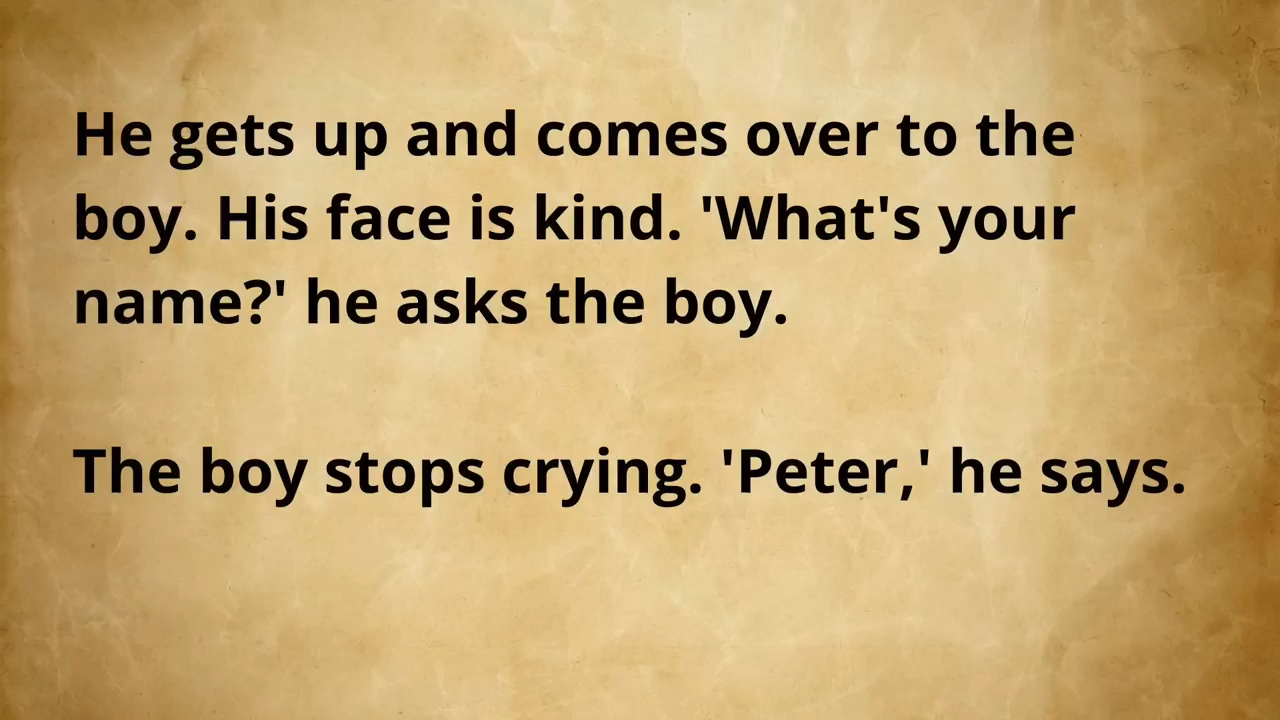 He gets up and comes over to the
boy. His face is kind. 'What's your
name?' he asks the boy.
The boy stops crying. 'Peter,' he says.